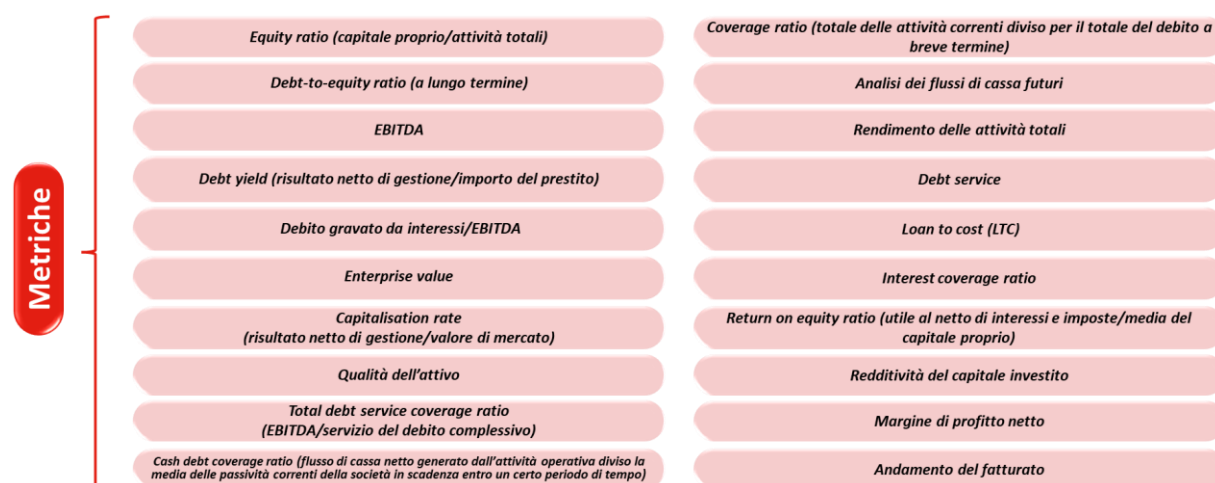 Metriche
Equity ratio (capitale proprio/attività totali)
Debt-to-equity ratio (a lungo termine)
EBITDA
Debt yield (risultato netto di gestione/importo del prestito)
Debito gravato da interessi/EBITDA
Enterprise value
Capitalisation rate
(risultato netto di gestione/valore di mercato)
Qualità dell'attivo
Total debt service coverage ratio
(EBITDA/servizio del debito complessivo)
Cash debt coverage ratio (flusso di cassa netto generato dall'attività operativa diviso la
media delle passività correnti della società in scadenza entro un certo periodo di tempo)
Coverage ratio (totale delle attività correnti diviso per il totale del debito a
breve termine)
Analisi dei flussi di cassa futuri
Rendimento delle attività totali
Debt service
Loan to cost (LTC)
Interest coverage ratio
Return on equity ratio (utile al netto di interessi e imposte/media del
capitale proprio)
Redditività del capitale investito
Margine di profitto netto
Andamento del fatturato